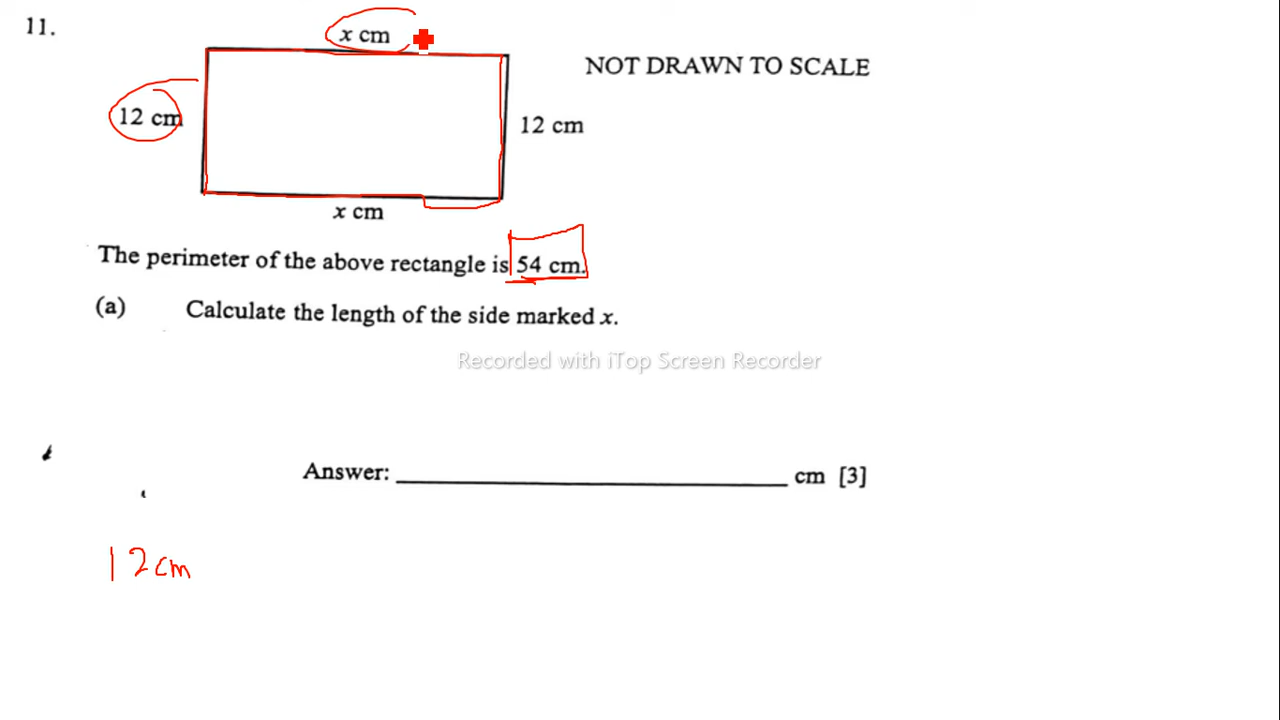 11.
x cm
NOT DRAWN TO SCALE
12 cm
12 cm
x cm
The perimeter of the above rectangle is 54 cm.
(a) Calculate the length of the side marked x.
Recorded with iTop Screen Recorder
Answer: ______________________________ cm [3]
12cm